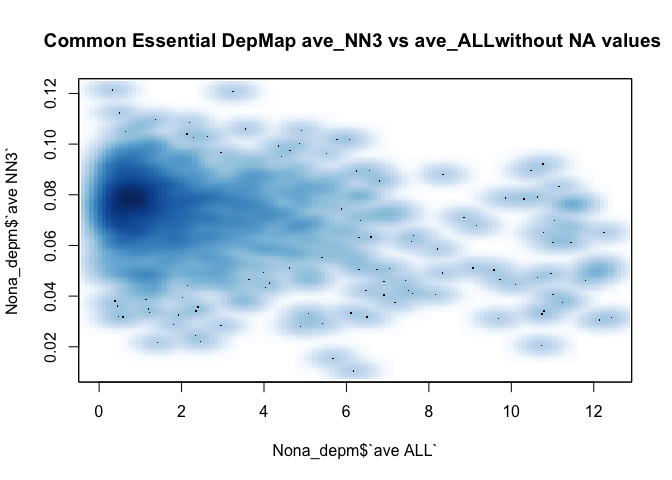 Common Essential DepMap ave_NN3 vs ave_ALLwithout NA values
Nona_depm$`ave NN3`
0.12
0.10
0.08
0.06
0.04
0.02
0 2 4 6 8 10 12
Nona_depm$`ave ALL`